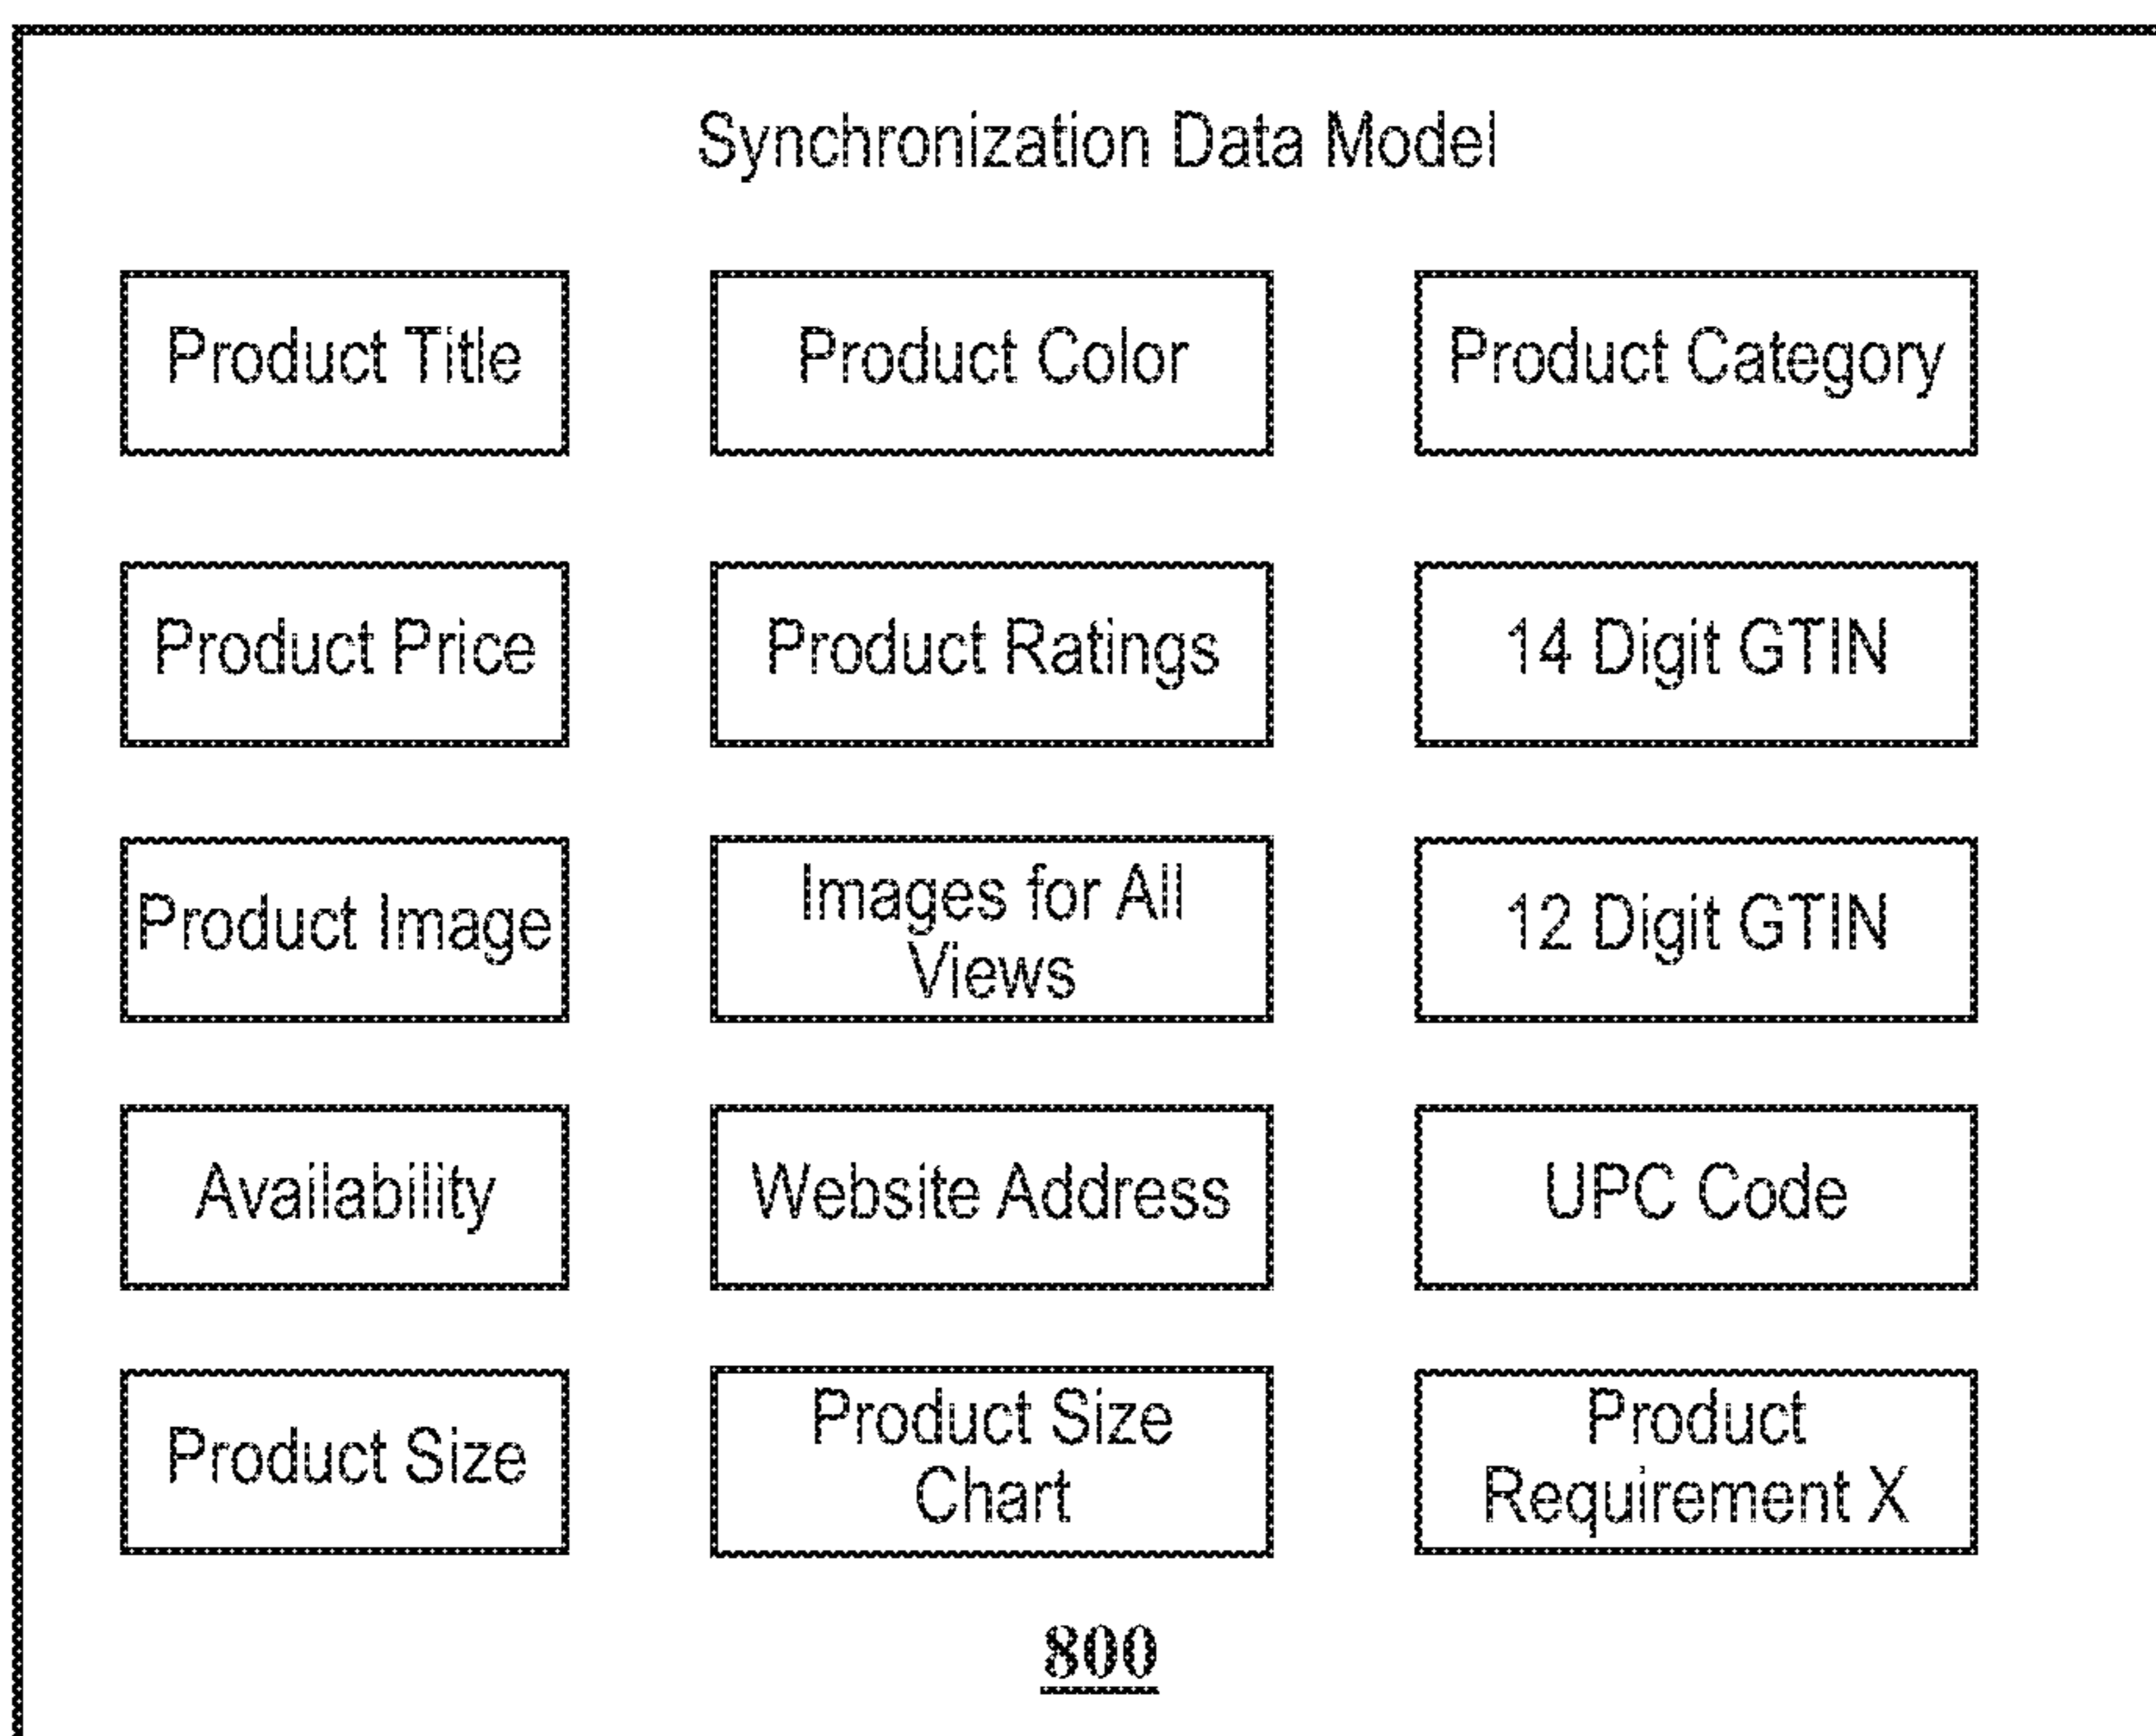 Synchronization Data Model
Product Title
Product Color
Product Category
Product Price
Product Ratings
14 Digit GTIN
Product Image
Images for All
Views
12 Digit GTIN
Availability
Website Address
UPC Code
Product Size
Product Size
Chart
Product
Requirement X
800